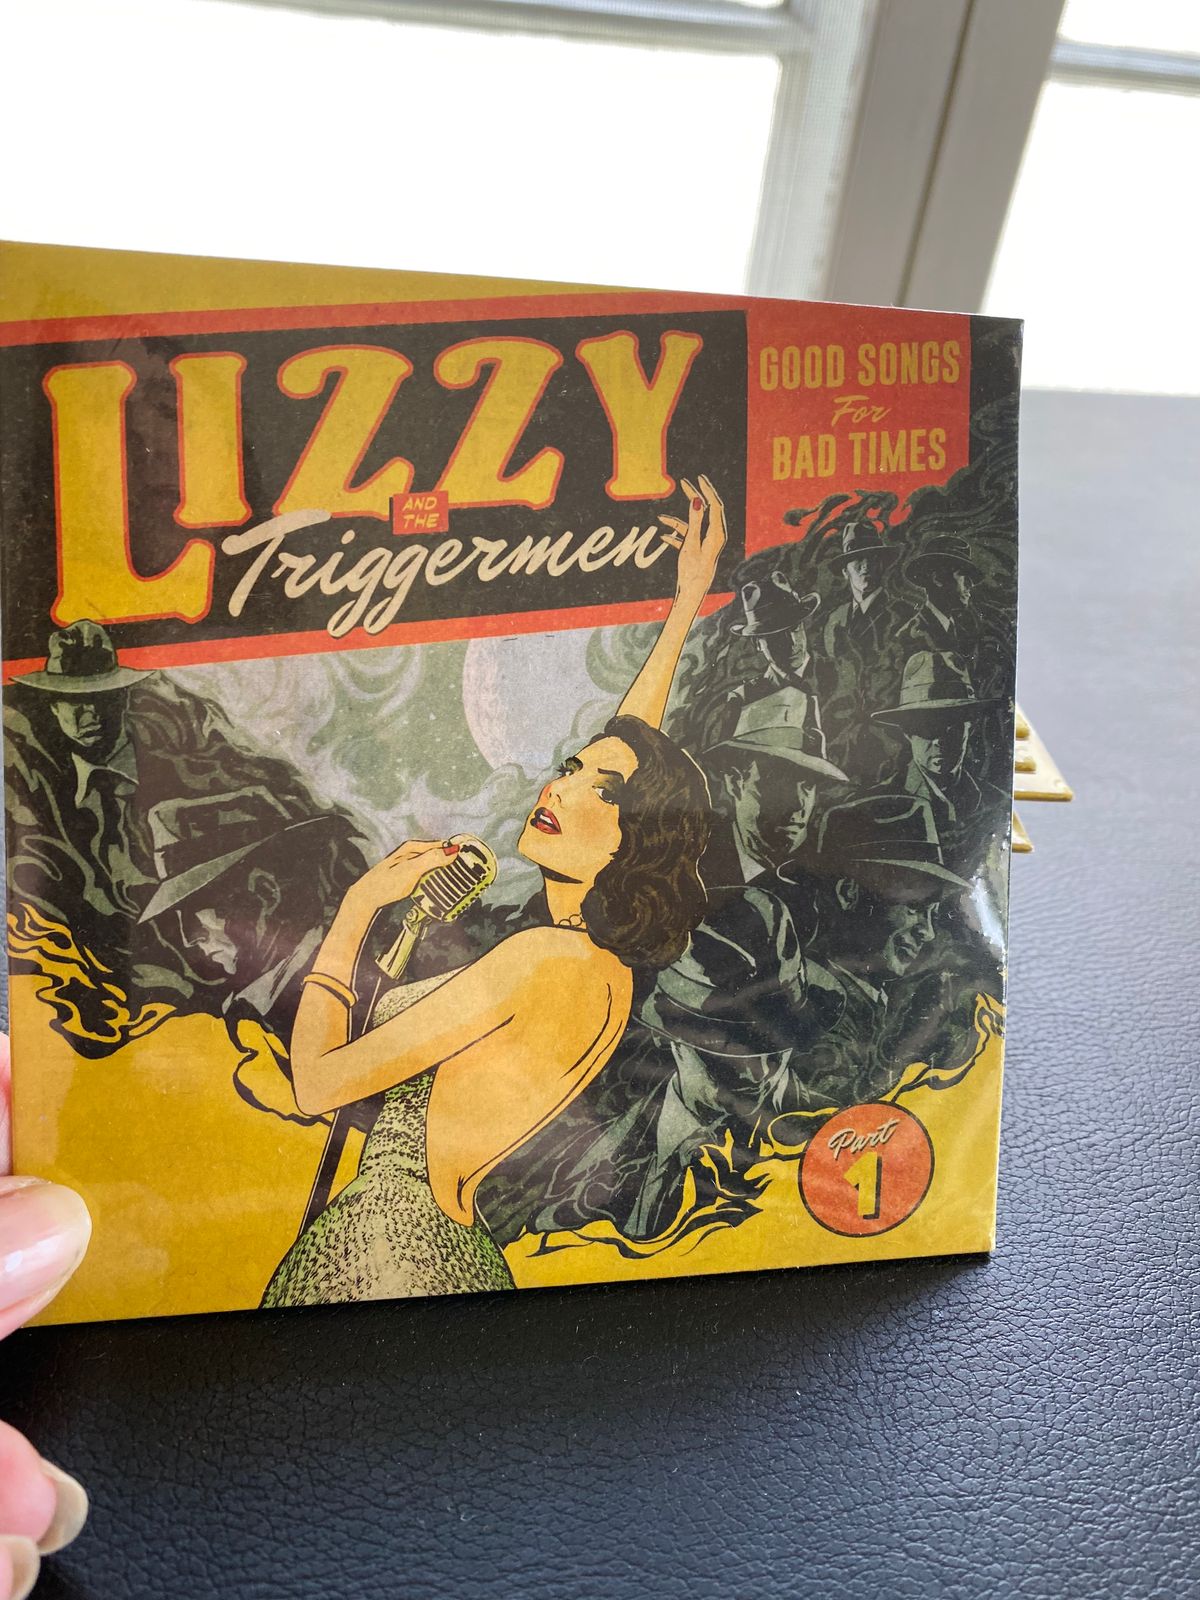 LIZZY
AND
THE
Triggermen
GOOD SONGS
For
BAD TIMES
Part
1